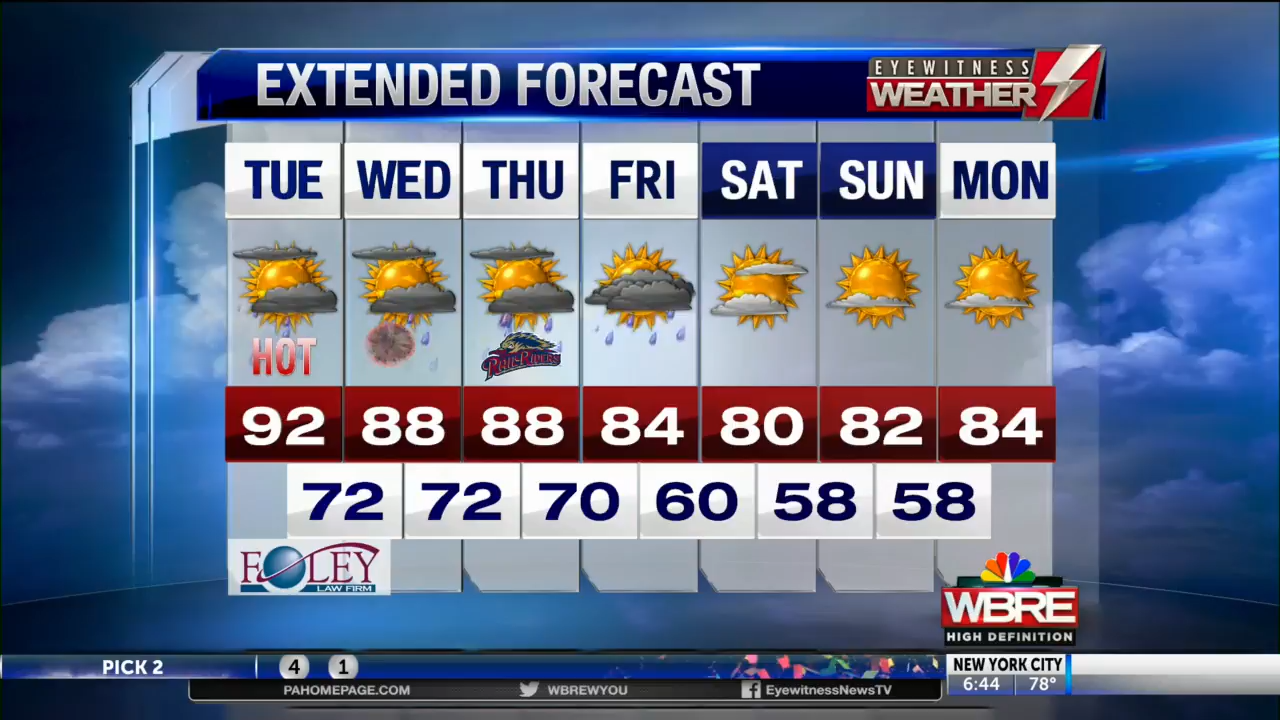 EXTENDED FORECAST
EYEWITNESS
WEATHER
TUE WED THU FRI SAT SUN MON
HOT
RAILRIDERS
92 88 88 84 80 82 84
72 72 70 60 58 58
FOLEY
LAW FIRM
WBRE
HIGH DEFINITION
PICK 2 4 1
NEW YORK CITY
6:44 78°
PAHOMEPAGE.COM WBREWYOU EyewitnessNewsTV